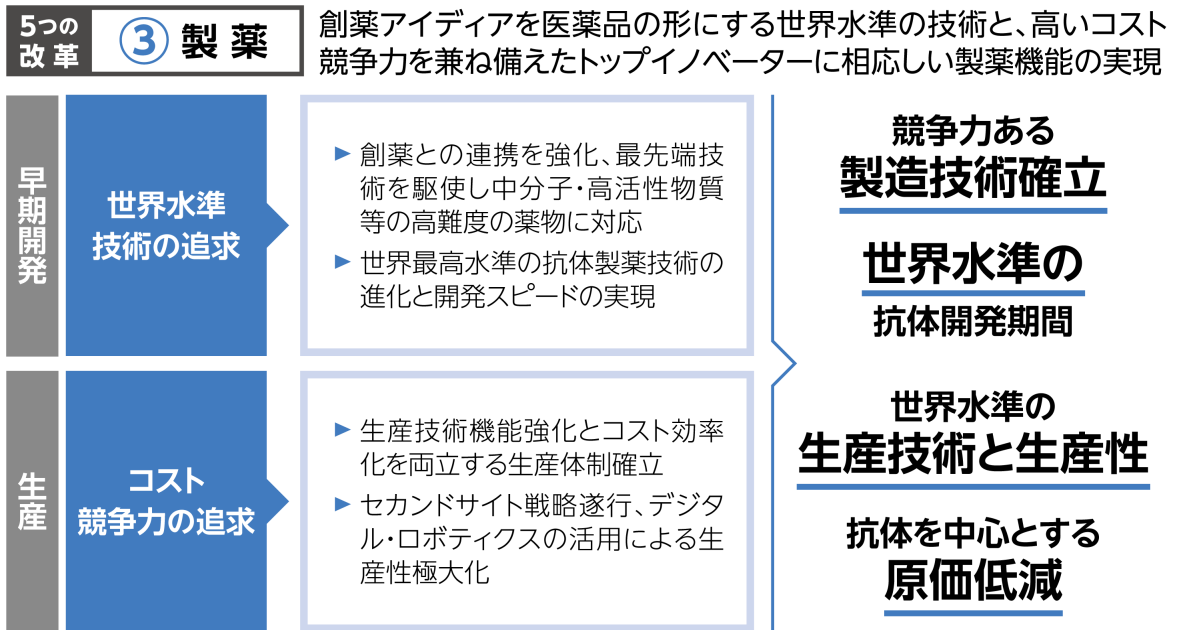 5つの
改革
③ 製薬
創薬アイディアを医薬品の形にする世界水準の技術と、高いコスト
競争力を兼ね備えたトップイノベーターに相応しい製薬機能の実現
早期開発
世界水準
技術の追求
▶ 創薬との連携を強化、最先端技
術を駆使し中分子・高活性物質
等の高難度の薬物に対応
▶ 世界最高水準の抗体製薬技術の
進化と開発スピードの実現
生産
コスト
競争力の追求
▶ 生産技術機能強化とコスト効率
化を両立する生産体制確立
▶ セカンドサイト戦略遂行、デジタ
ル・ロボティクスの活用による生
産性極大化
競争力ある
製造技術確立
世界水準の
抗体開発期間
世界水準の
生産技術と生産性
抗体を中心とする
原価低減